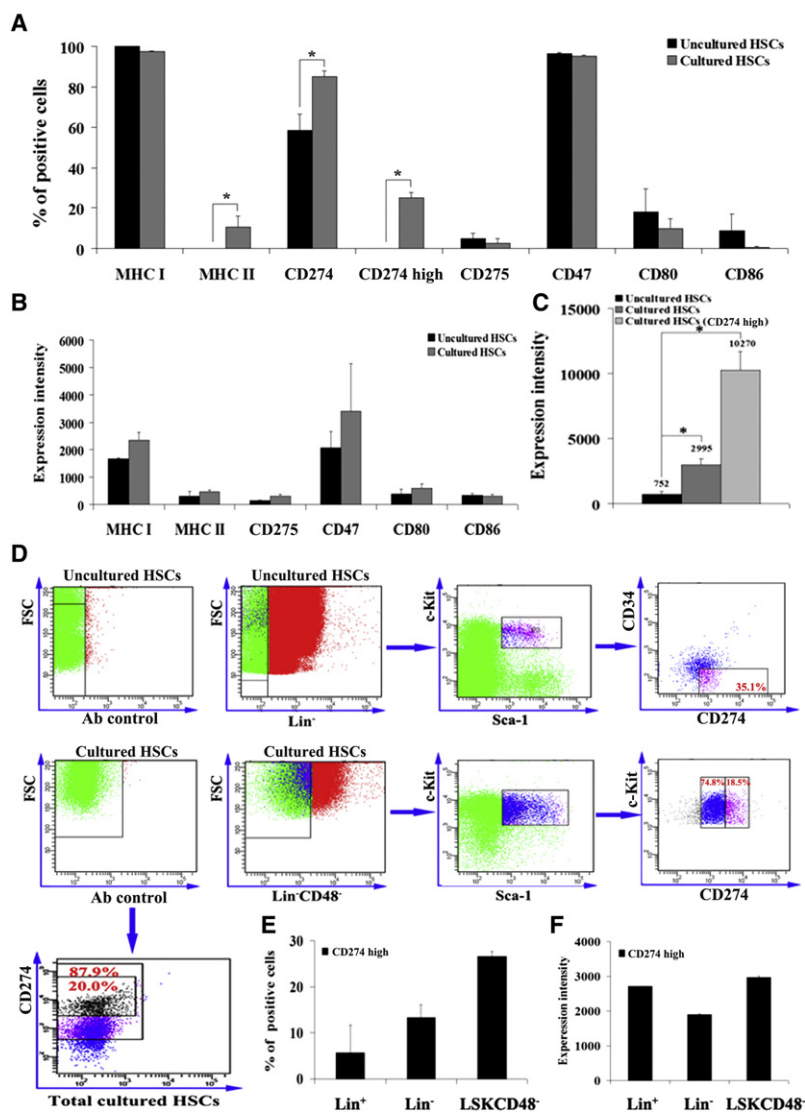 A
% of positive cells
100
80
60
40
20
0
*
*
*
Uncultured HSCs
Cultured HSCs
MHC I MHC II CD274 CD274 high CD275 CD47 CD80 CD86
B
Expression intensity
6000
5000
4000
3000
2000
1000
0
Uncultured HSCs
Cultured HSCs
MHC I MHC II CD275 CD47 CD80 CD86
C
Uncultured HSCs
Cultured HSCs
Cultured HSCs (CD274 high)
Expression intensity
15000
10000
5000
0
*
*
752
2995
10270
D
Uncultured HSCs
FSC
Ab control
Uncultured HSCs
FSC
Lin-
c-Kit
Sca-1
CD34
35.1%
CD274
Cultured HSCs
FSC
Ab control
Cultured HSCs
FSC
Lin-CD48-
c-Kit
Sca-1
c-Kit
74.8% 18.5%
CD274
CD274
87.9%
20.0%
Total cultured HSCs
E
% of positive cells
30
20
10
0
CD274 high
Lin+ Lin- LSKCD48-
F
Experession intensity
4000
3000
2000
1000
0
CD274 high
Lin+ Lin- LSKCD48-